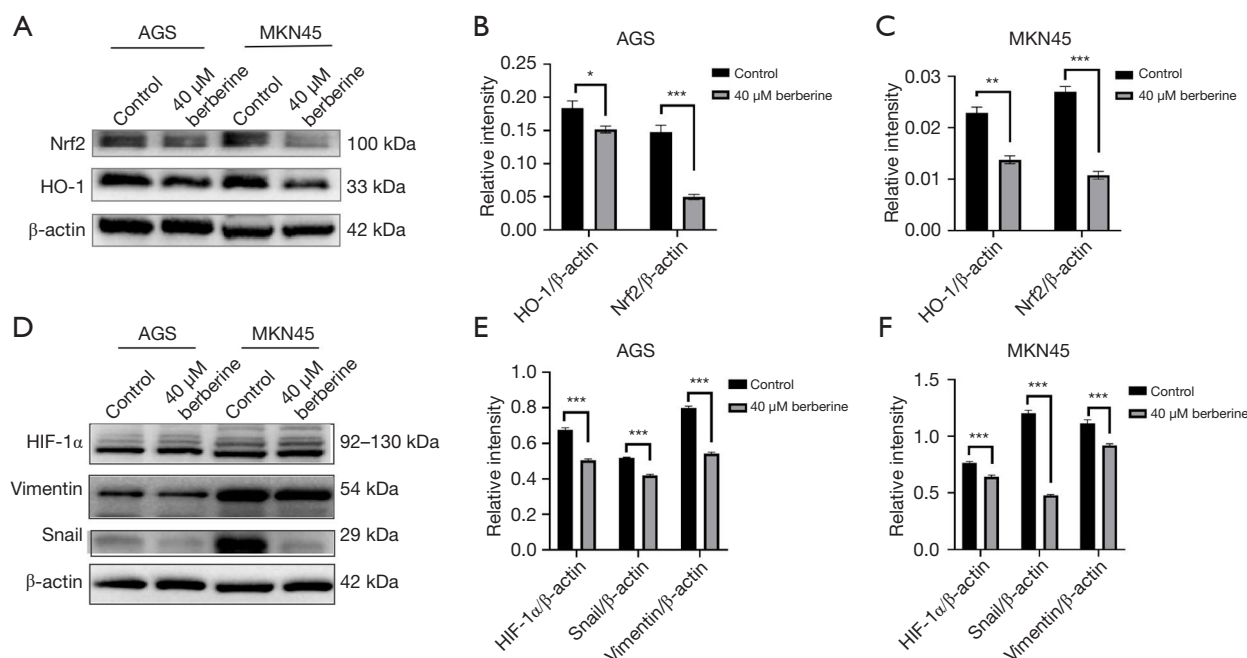 A
AGS
MKN45
Control
40 μM
berberine
Control
40 μM
berberine
Nrf2
100 kDa
HO-1
33 kDa
β-actin
42 kDa
B
AGS
Relative intensity
0.25
0.20
0.15
0.10
0.05
0.00
*
***
Control
40 μM berberine
HO-1/β-actin
Nrf2/β-actin
C
MKN45
Relative intensity
0.03
0.02
0.01
0.00
**
***
Control
40 μM berberine
HO-1/β-actin
Nrf2/β-actin
D
AGS
MKN45
Control
40 μM
berberine
Control
40 μM
berberine
HIF-1α
92–130 kDa
Vimentin
54 kDa
Snail
29 kDa
β-actin
42 kDa
E
AGS
Relative intensity
1.0
0.8
0.6
0.4
0.2
0.0
***
***
***
Control
40 μM berberine
HIF-1α/β-actin
Snail/β-actin
Vimentin/β-actin
F
MKN45
Relative intensity
1.5
1.0
0.5
0.0
***
***
***
Control
40 μM berberine
HIF-1α/β-actin
Snail/β-actin
Vimentin/β-actin